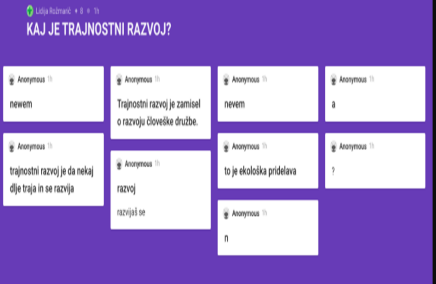 Lidija Rožmarič • 8 • 1h
KAJ JE TRAJNOSTNI RAZVOJ?
Anonymous 1h
newem
Anonymous 1h
trajnostni razvoj je da nekaj
dlje traja in se razvija
Anonymous 1h
Trajnostni razvoj je zamisel
o razvoju človeške družbe.
Anonymous 1h
razvoj
razvijaš se
Anonymous 1h
nevem
Anonymous 1h
to je ekološka pridelava
Anonymous 1h
n
Anonymous 1h
a
Anonymous 1h
?